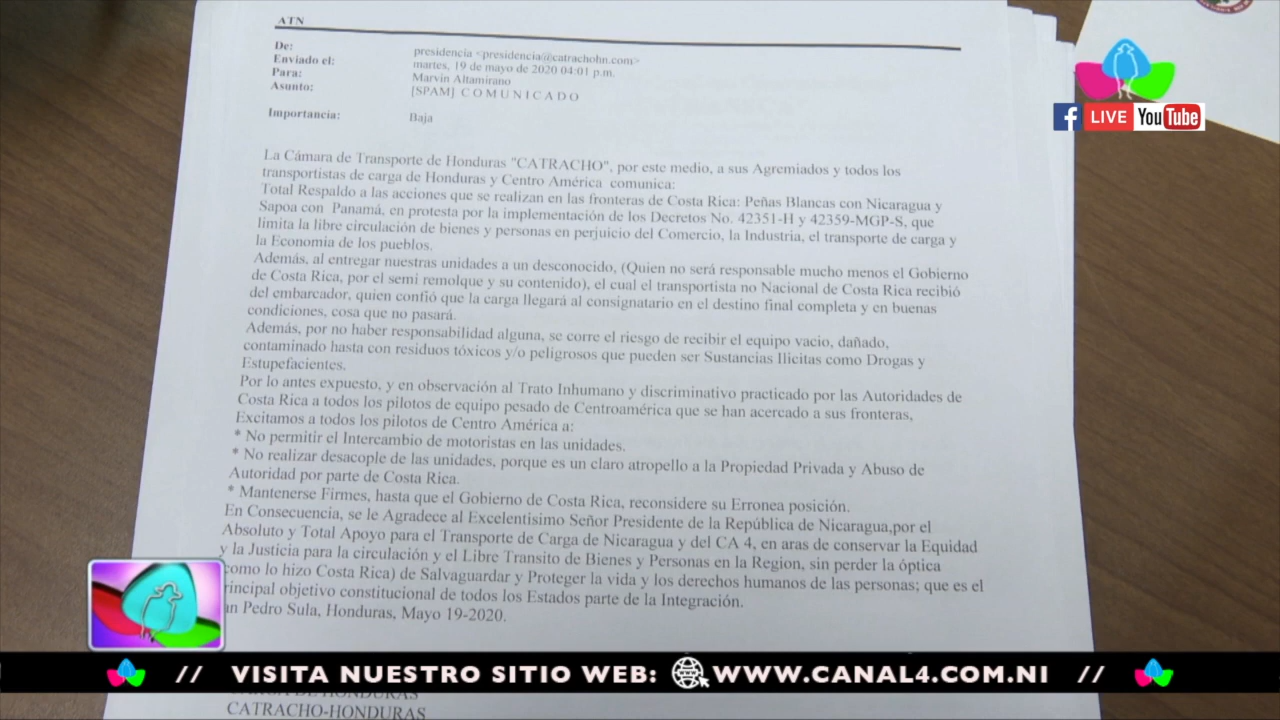 ATN
De: presidencia <presidencia@catrachohn.com>
Enviado el: martes, 19 de mayo de 2020 04:01 p.m.
Para: Marvin Altamirano
Asunto: [SPAM] C O M U N I C A D O
Importancia: Baja
La Cámara de Transporte de Honduras "CATRACHO", por este medio, a sus Agremiados y todos los
transportistas de carga de Honduras y Centro América comunica:
Total Respaldo a las acciones que se realizan en las fronteras de Costa Rica: Peñas Blancas con Nicaragua y
Sapoa con Panamá, en protesta por la implementación de los Decretos No. 42351-H y 42359-MGP-S, que
limita la libre circulación de bienes y personas en perjuicio del Comercio, la Industria, el transporte de carga y
la Economia de los pueblos.
Además, al entregar nuestras unidades a un desconocido, (Quien no será responsable mucho menos el Gobierno
de Costa Rica, por el semi remolque y su contenido), el cual el transportista no Nacional de Costa Rica recibió
del embarcador, quien confió que la carga llegará al consignatario en el destino final completa y en buenas
condiciones, cosa que no pasará.
Además, por no haber responsabilidad alguna, se corre el riesgo de recibir el equipo vacio, dañado,
contaminado hasta con residuos tóxicos y/o peligrosos que pueden ser Sustancias Ilicitas como Drogas y
Estupefacientes.
Por lo antes expuesto, y en observación al Trato Inhumano y discriminativo practicado por las Autoridades de
Costa Rica a todos los pilotos de equipo pesado de Centroamérica que se han acercado a sus fronteras,
Excitamos a todos los pilotos de Centro América a:
* No permitir el Intercambio de motoristas en las unidades.
* No realizar desacople de las unidades, porque es un claro atropello a la Propiedad Privada y Abuso de
Autoridad por parte de Costa Rica.
* Mantenerse Firmes, hasta que el Gobierno de Costa Rica, reconsidere su Erronea posición.
En Consecuencia, se le Agradece al Excelentisimo Señor Presidente de la República de Nicaragua,por el
Absoluto y Total Apoyo para el Transporte de Carga de Nicaragua y del CA 4, en aras de conservar la Equidad
y la Justicia para la circulación y el Libre Transito de Bienes y Personas en la Region, sin perder la óptica
como lo hizo Costa Rica) de Salvaguardar y Proteger la vida y los derechos humanos de las personas; que es el
rincipal objetivo constitucional de todos los Estados parte de la Integración.
an Pedro Sula, Honduras, Mayo 19-2020.
f LIVE YouTube
// VISITA NUESTRO SITIO WEB: WWW.CANAL4.COM.NI //
CATRACHO-HONDURAS